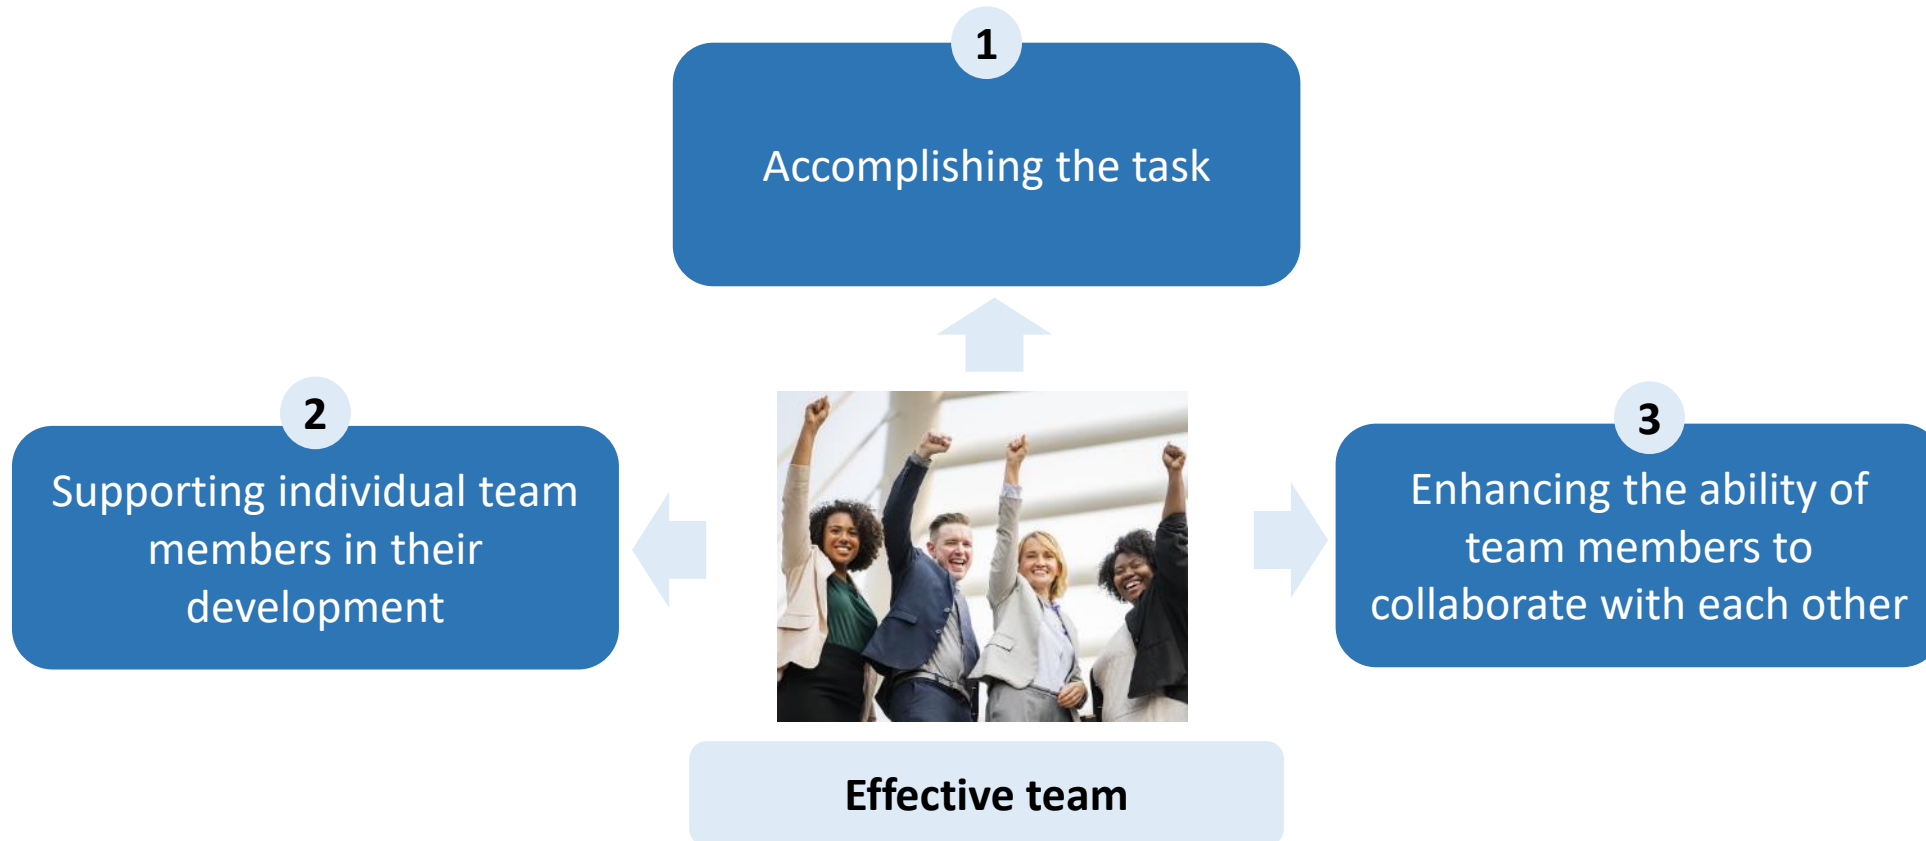 1
Accomplishing the task
2
Supporting individual team
members in their
development
3
Enhancing the ability of
team members to
collaborate with each other
Effective team